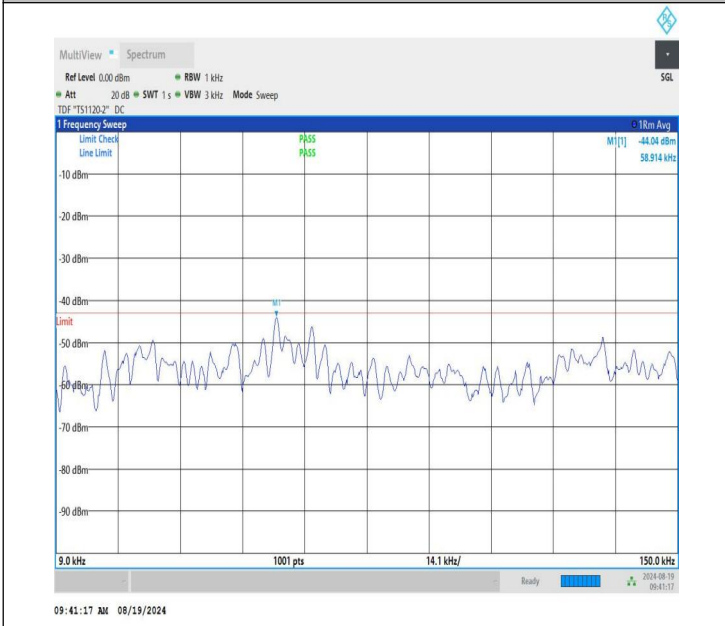 MultiView Spectrum
Ref Level 0.00 dBm RBW 1 kHz SGL
Att 20 dB SWT 1 s VBW 3 kHz Mode Sweep
TDF "TS1120-2" DC
1 Frequency Sweep 1Rm Avg
Limit Check PASS M1[1] -44.04 dBm
Line Limit PASS 58.914 kHz
-10 dBm
-20 dBm
-30 dBm
-40 dBm
M1
Limit
-50 dBm
-60 dBm
-70 dBm
-80 dBm
-90 dBm
9.0 kHz 1001 pts 14.1 kHz/ 150.0 kHz
Ready 2024-08-19
09:41:17
09:41:17 AM 08/19/2024